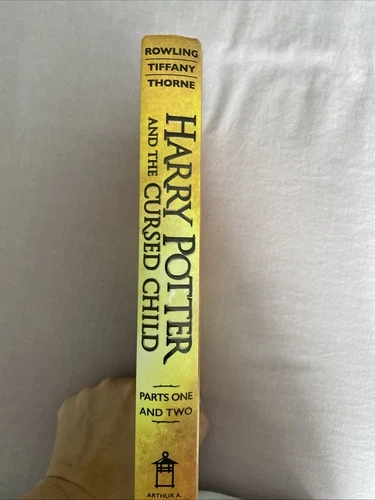 ROWLING
TIFFANY
THORNE
HARRY POTTER
AND THE CURSED CHILD
PARTS ONE
AND TWO
ARTHUR A.